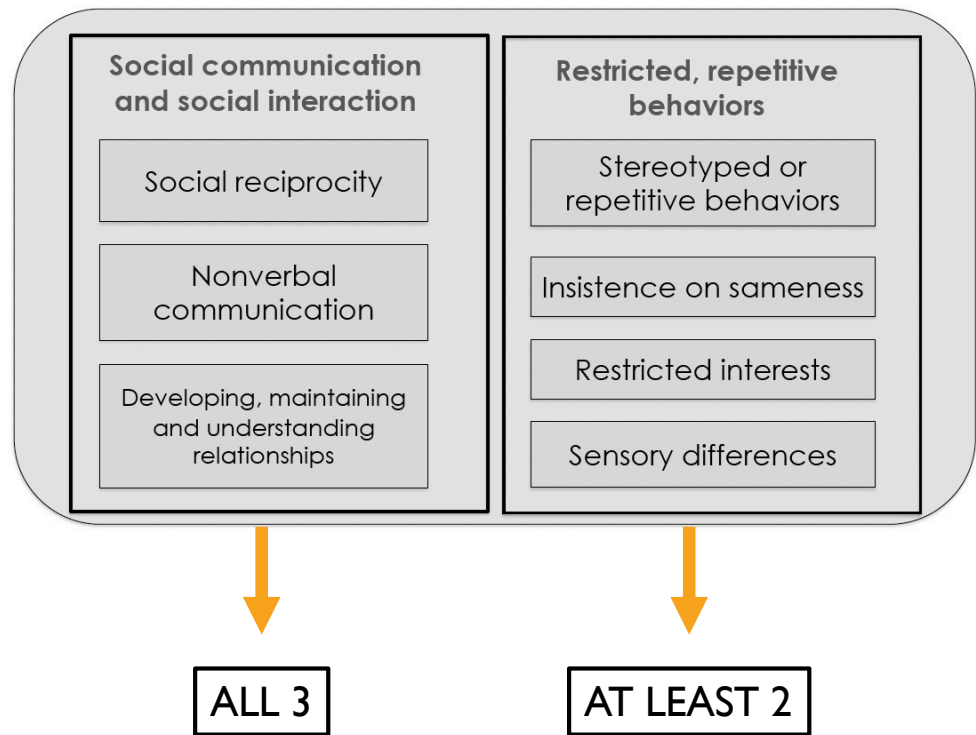 Social communication
and social interaction
Social reciprocity
Nonverbal
communication
Developing, maintaining
and understanding
relationships
Restricted, repetitive
behaviors
Stereotyped or
repetitive behaviors
Insistence on sameness
Restricted interests
Sensory differences
ALL 3
AT LEAST 2